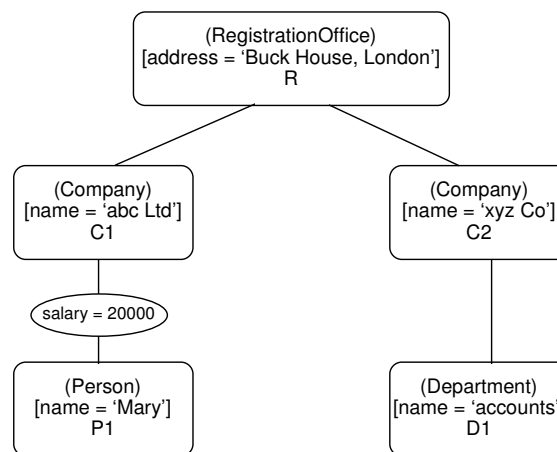 (RegistrationOffice)
[address = ‘Buck House, London’]
R
(Company)
[name = ‘abc Ltd’]
C1
(Company)
[name = ‘xyz Co’]
C2
salary = 20000
(Person)
[name = ‘Mary’]
P1
(Department)
[name = ‘accounts’
D1